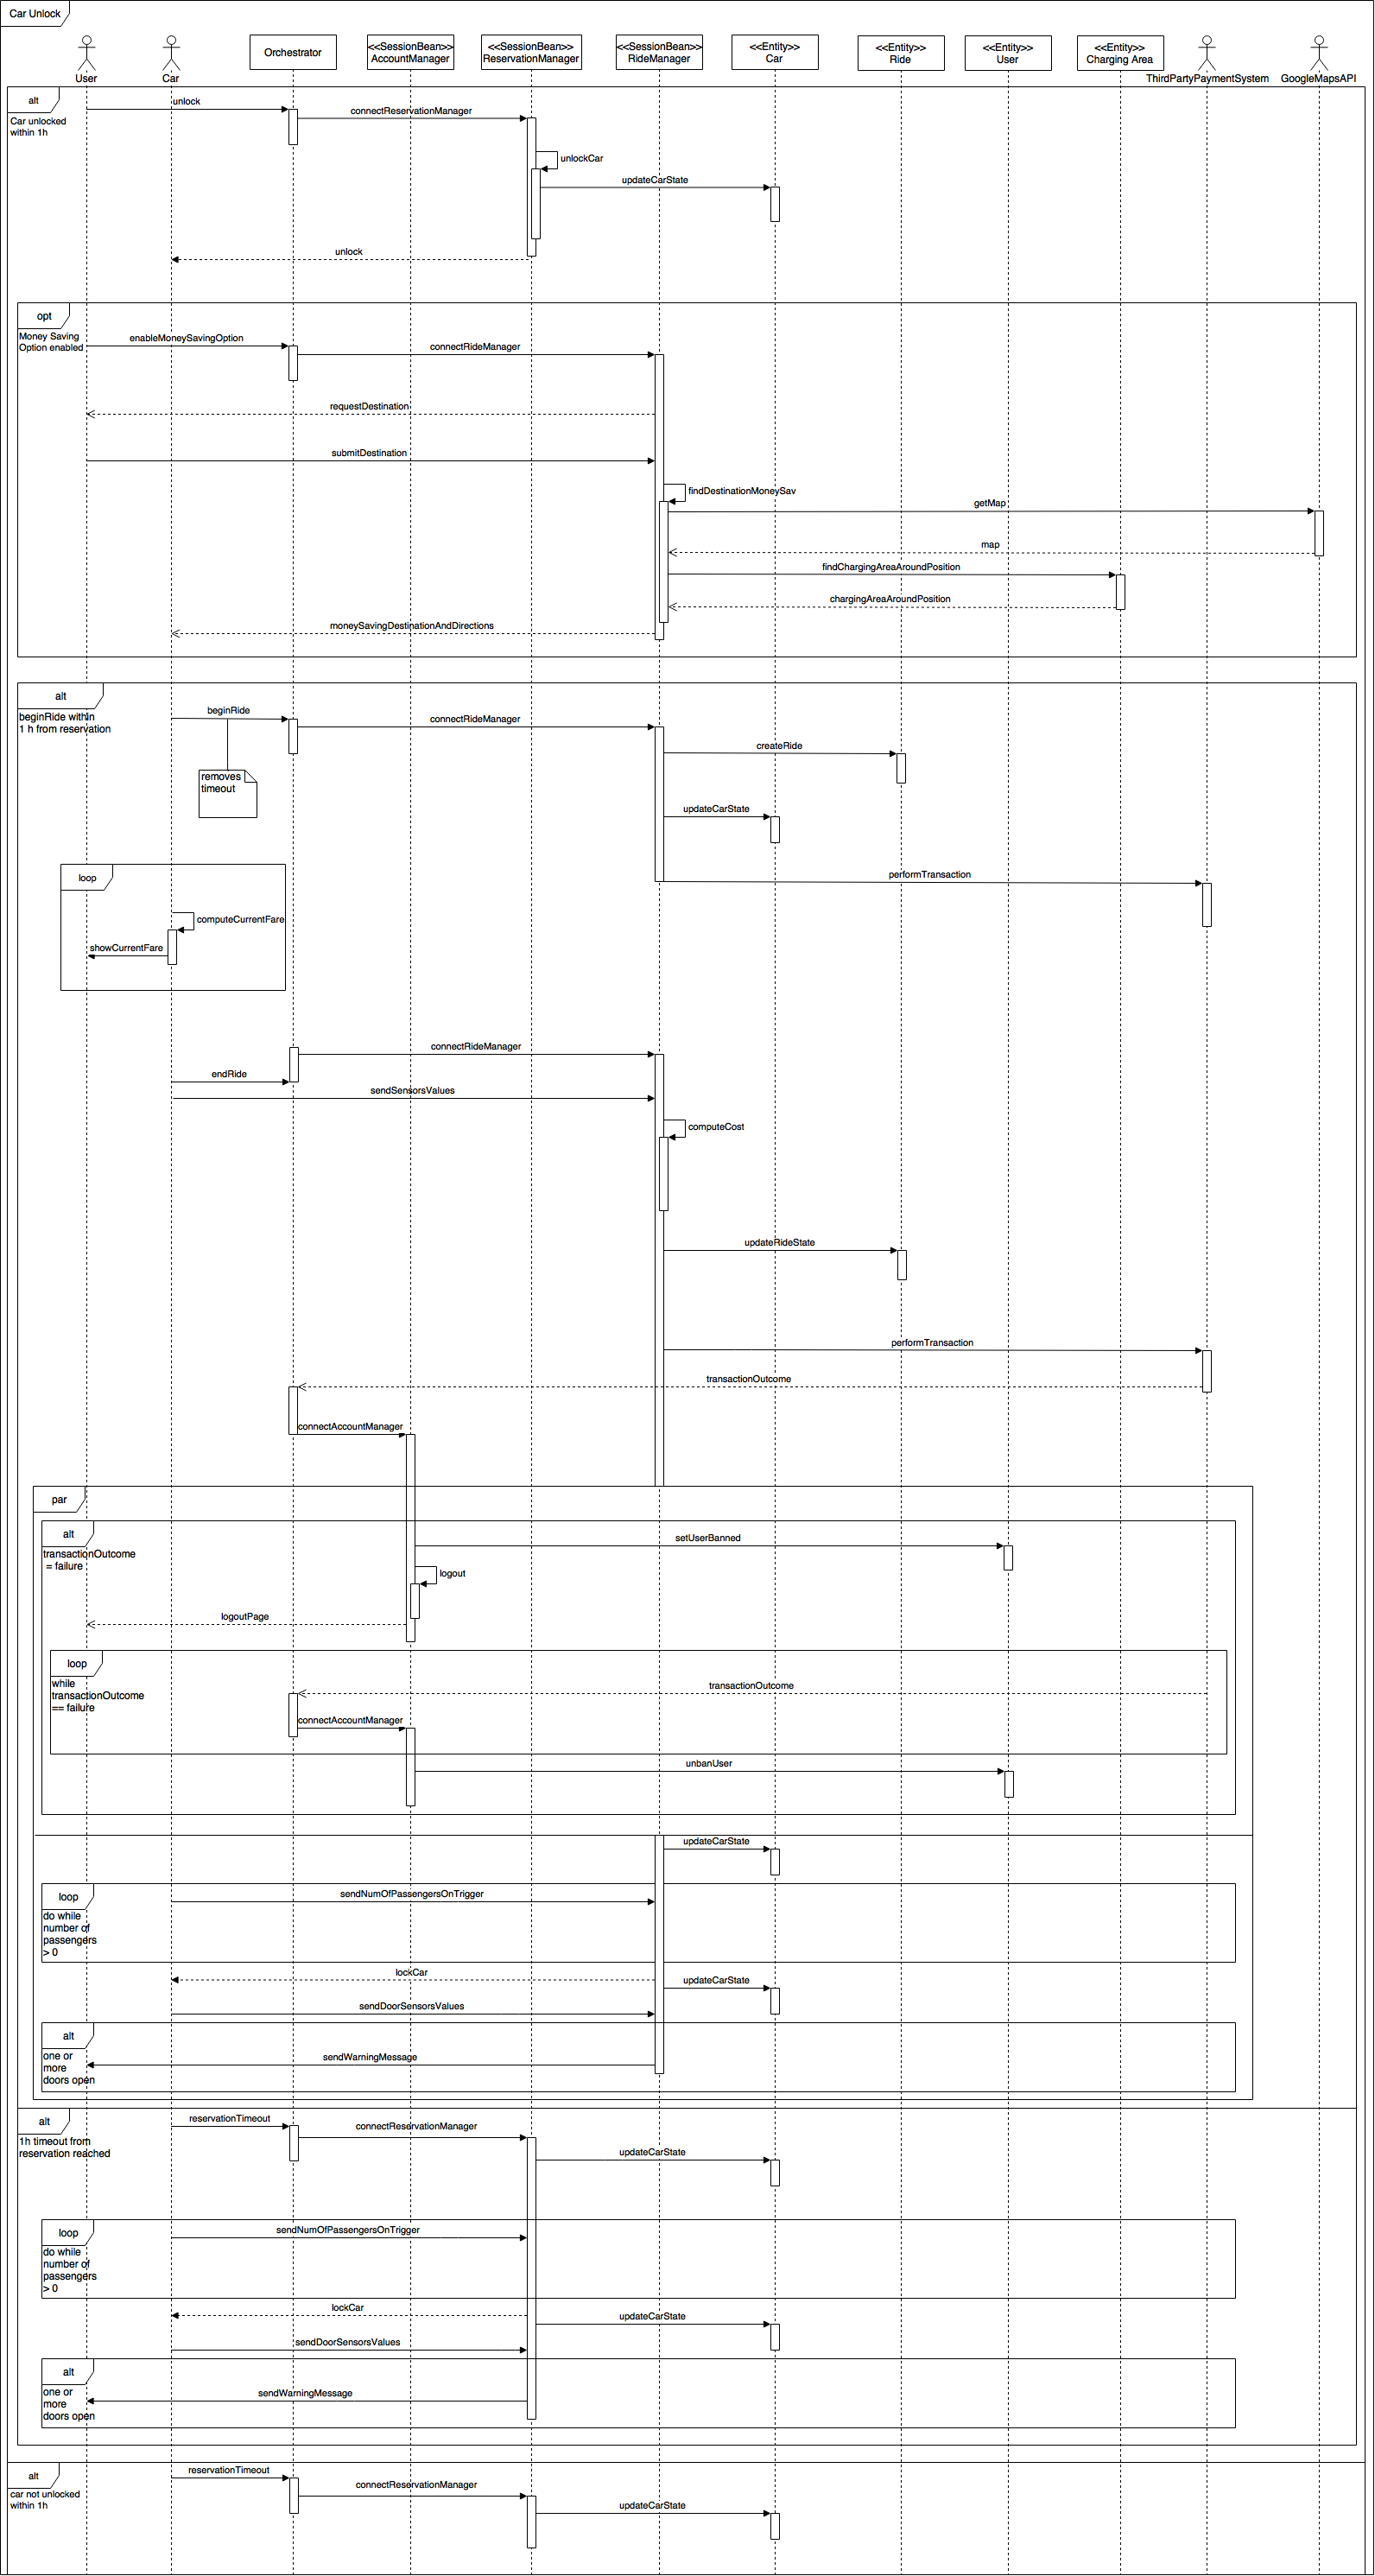 Car Unlock
User
Car
Orchestrator
<<SessionBean>>
AccountManager
<<SessionBean>>
ReservationManager
<<SessionBean>>
RideManager
<<Entity>>
Car
<<Entity>>
Ride
<<Entity>>
User
<<Entity>>
Charging Area
ThirdPartyPaymentSystem
GoogleMapsAPI
alt
Car unlocked
within 1h
unlock
connectReservationManager
unlockCar
updateCarState
unlock
opt
Money Saving
Option enabled
enableMoneySavingOption
connectRideManager
requestDestination
submitDestination
findDestinationMoneySav
getMap
map
findChargingAreaAroundPosition
chargingAreaAroundPosition
moneySavingDestinationAndDirections
alt
beginRide within
1 h from reservation
beginRide
connectRideManager
removes
timeout
createRide
updateCarState
performTransaction
loop
computeCurrentFare
showCurrentFare
connectRideManager
endRide
sendSensorsValues
computeCost
updateRideState
performTransaction
transactionOutcome
connectAccountManager
par
alt
transactionOutcome
= failure
setUserBanned
logout
logoutPage
loop
while
transactionOutcome
== failure
transactionOutcome
connectAccountManager
unbanUser
updateCarState
loop
do while
number of
passengers
> 0
sendNumOfPassengersOnTrigger
lockCar
updateCarState
sendDoorSensorsValues
alt
one or
more
doors open
sendWarningMessage
alt
1h timeout from
reservation reached
reservationTimeout
connectReservationManager
updateCarState
loop
do while
number of
passengers
> 0
sendNumOfPassengersOnTrigger
lockCar
updateCarState
sendDoorSensorsValues
alt
one or
more
doors open
sendWarningMessage
alt
car not unlocked
within 1h
reservationTimeout
connectReservationManager
updateCarState